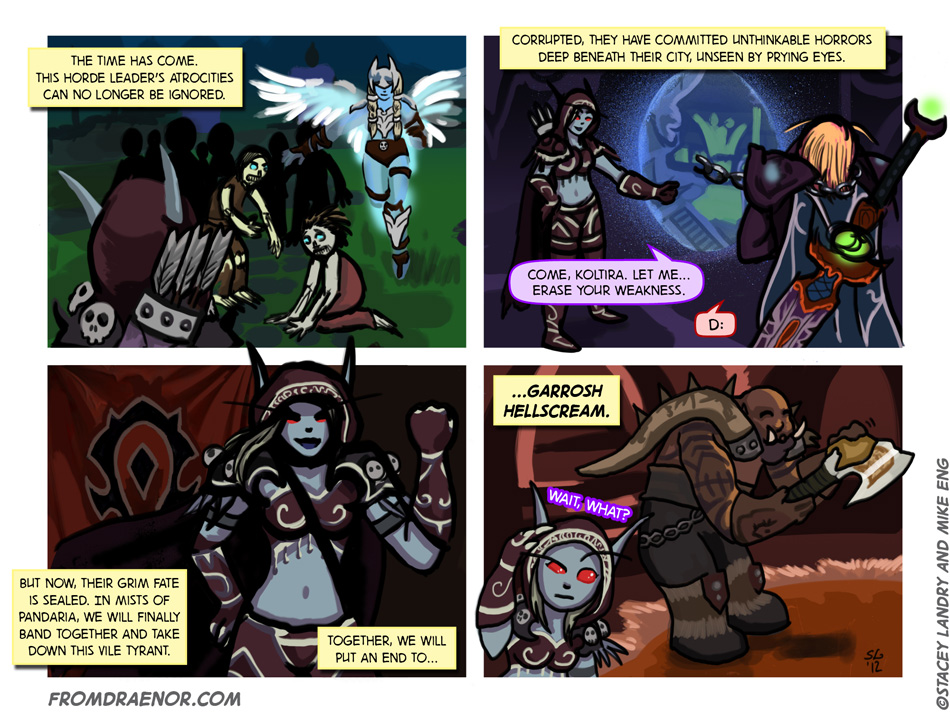 THE TIME HAS COME.
THIS HORDE LEADER'S ATROCITIES
CAN NO LONGER BE IGNORED.
CORRUPTED, THEY HAVE COMMITTED UNTHINKABLE HORRORS
DEEP BENEATH THEIR CITY, UNSEEN BY PRYING EYES.
COME, KOLTIRA. LET ME...
ERASE YOUR WEAKNESS.
D:
BUT NOW, THEIR GRIM FATE
IS SEALED. IN MISTS OF
PANDARIA, WE WILL FINALLY
BAND TOGETHER AND TAKE
DOWN THIS VILE TYRANT.
TOGETHER, WE WILL
PUT AN END TO...
...GARROSH
HELLSCREAM.
WAIT, WHAT?
SL
'12
FROMDRAENOR.COM
©STACEY LANDRY AND MIKE ENG